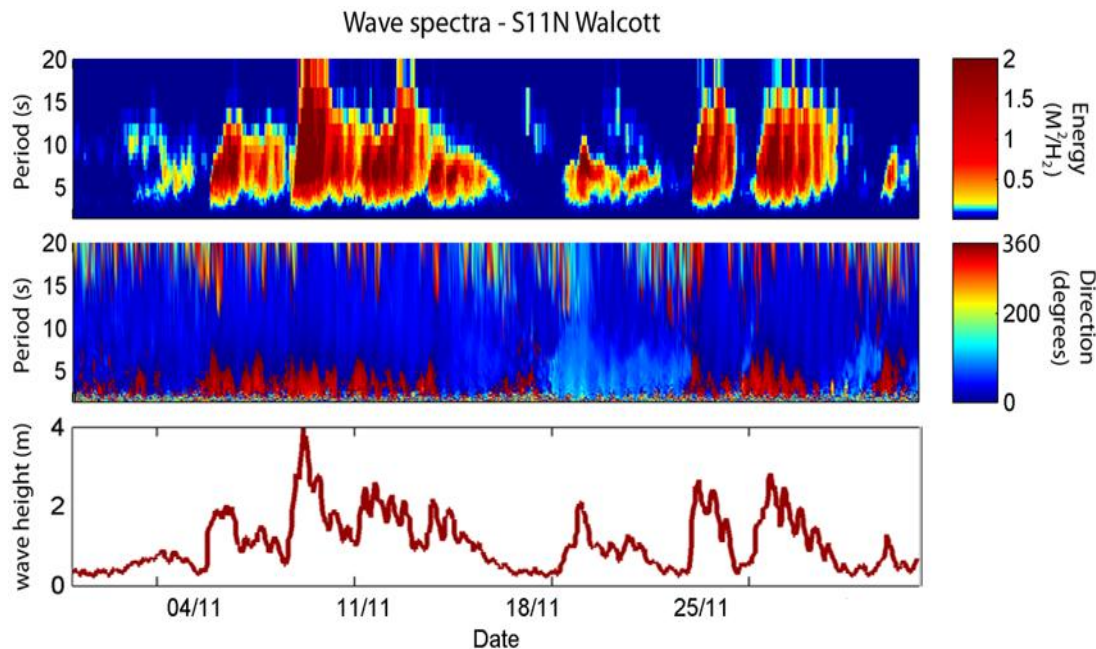 Wave spectra - S11N Walcott
20
15
10
5
Period (s)
2
1.5
1
0.5
Energy
(M²/H₂)
20
15
10
5
Period (s)
360
200
0
Direction
(degrees)
4
2
0
wave height (m)
04/11 11/11 18/11 25/11
Date